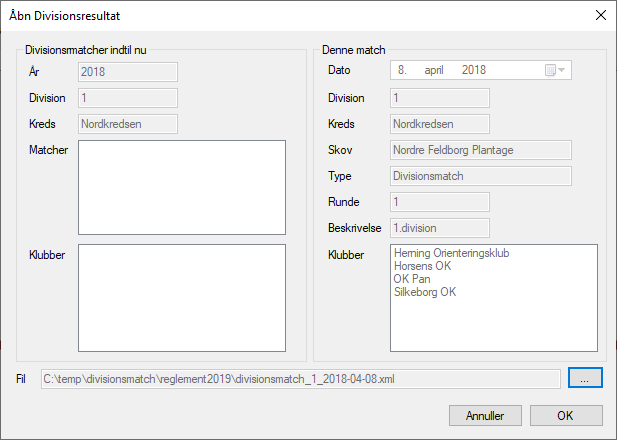 Åbn Divisionsresultat
Divisionsmatcher indtil nu
År 2018
Division 1
Kreds Nordkredsen
Matcher
Klubber
Denne match
Dato 8. april 2018
Division 1
Kreds Nordkredsen
Skov Nordre Feldborg Plantage
Type Divisionsmatch
Runde 1
Beskrivelse 1.division
Klubber
Herning Orienteringsklub
Horsens OK
OK Pan
Silkeborg OK
Fil C:\temp\divisionsmatch\reglement2019\divisionsmatch_1_2018-04-08.xml ...
Annuller OK